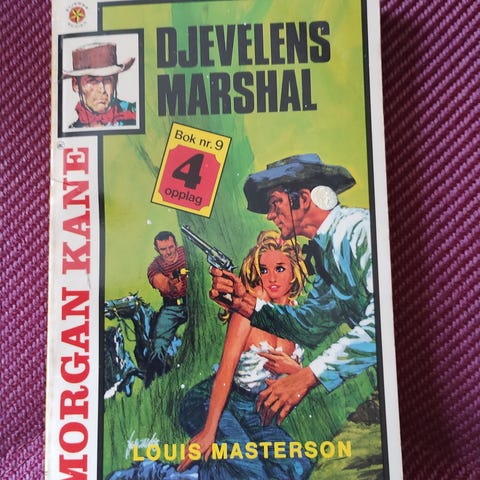 DJEVELENS
MARSHAL
Bok nr. 9
4
opplag
MORGAN KANE
LOUIS MASTERSON